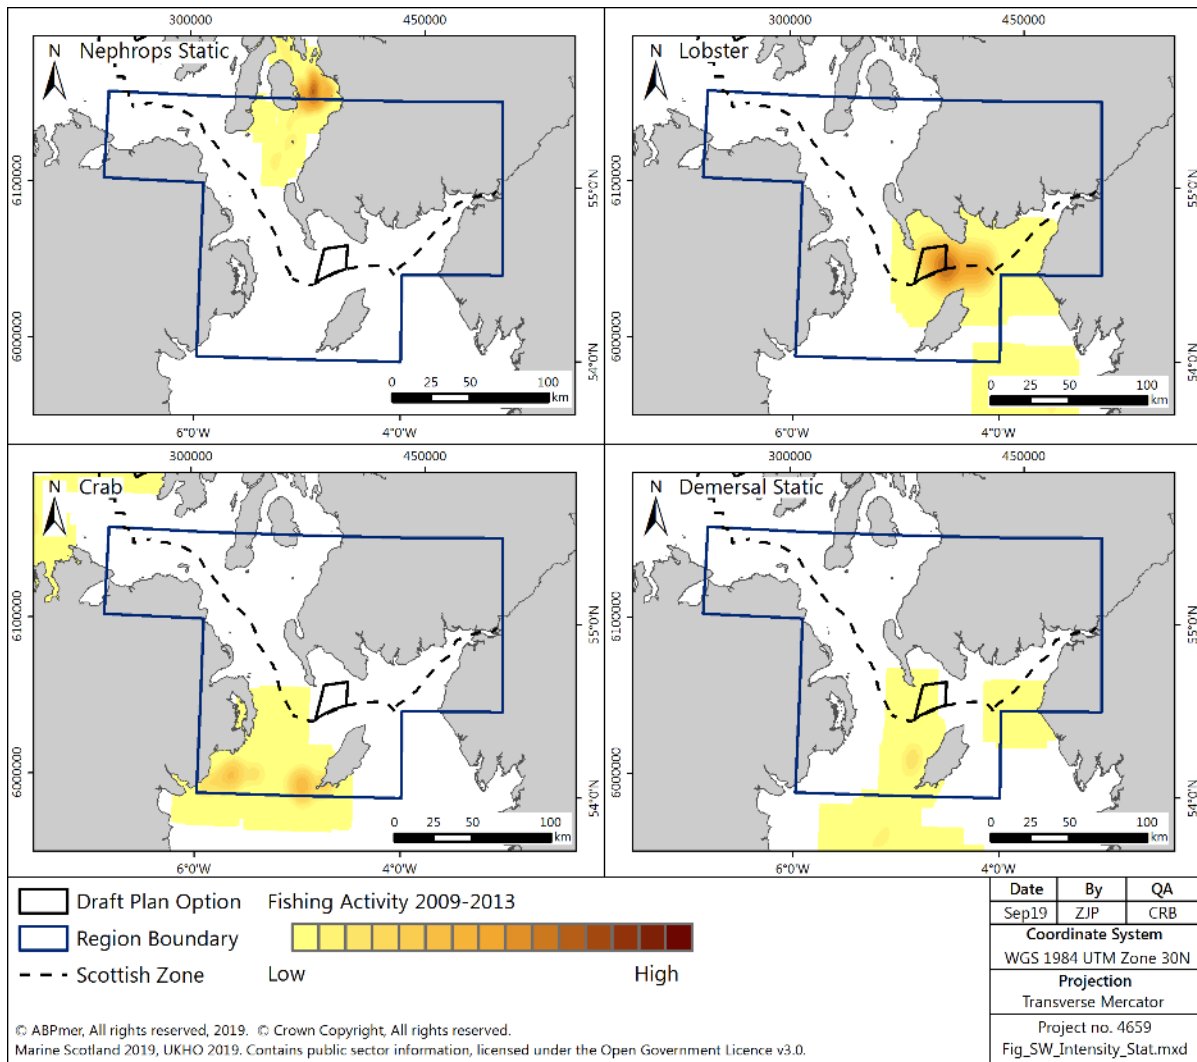 300000 450000 300000 450000
N Nephrops Static N Lobster
6100000 55°0'N 6100000 55°0'N
6000000 54°0'N 6000000 54°0'N
0 25 50 100 0 25 50 100
km km
6°0'W 4°0'W 6°0'W 4°0'W
300000 450000 300000 450000
N Crab N Demersal Static
6100000 55°0'N 6100000 55°0'N
6000000 54°0'N 6000000 54°0'N
0 25 50 100 0 25 50 100
km km
6°0'W 4°0'W 6°0'W 4°0'W
Draft Plan Option Fishing Activity 2009-2013
Region Boundary
Scottish Zone Low High
Date By QA
Sep19 ZJP CRB
Coordinate System
WGS 1984 UTM Zone 30N
Projection
Transverse Mercator
Project no. 4659
Fig_SW_Intensity_Stat.mxd
© ABPmer, All rights reserved, 2019. © Crown Copyright, All rights reserved.
Marine Scotland 2019, UKHO 2019. Contains public sector information, licensed under the Open Government Licence v3.0.